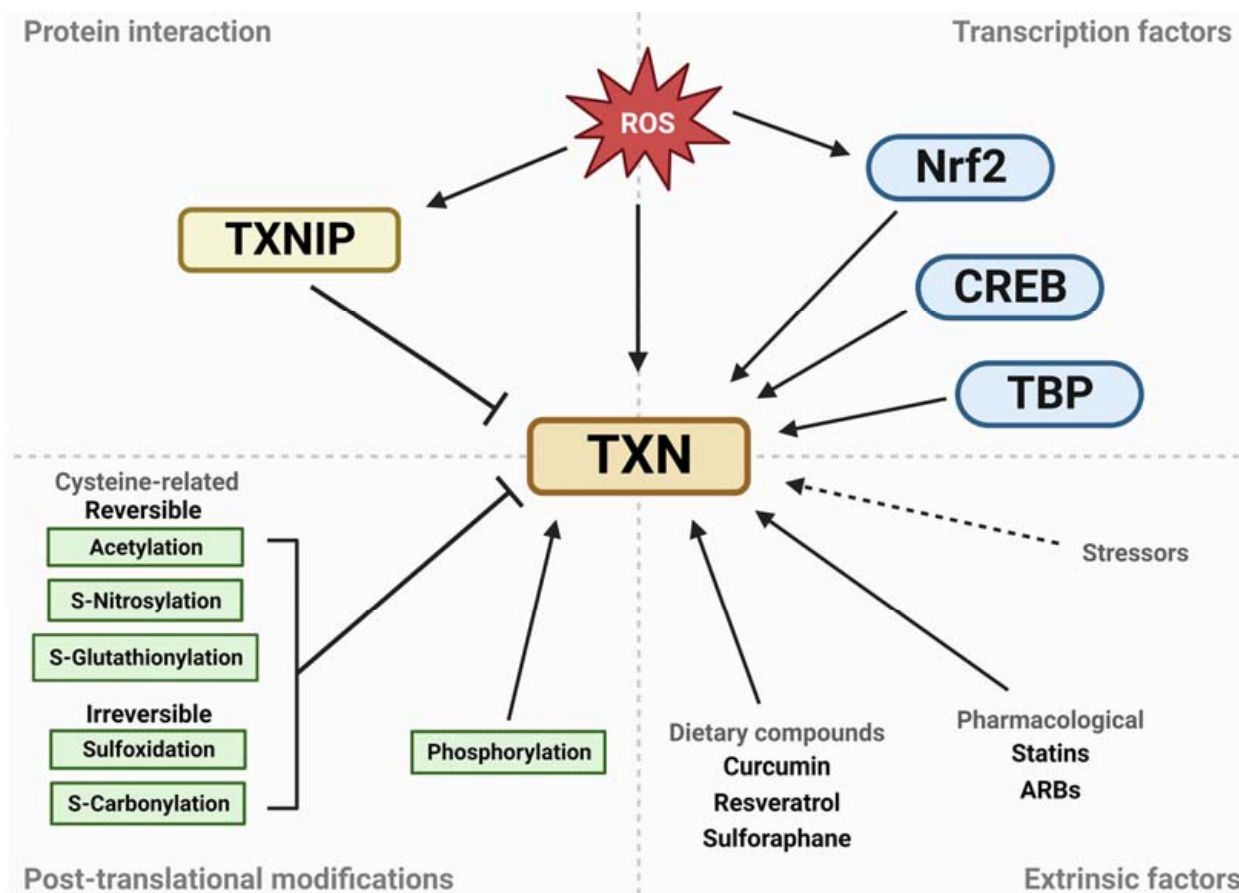 Protein interaction
Transcription factors
ROS
Nrf2
TXNIP
CREB
TBP
TXN
Cysteine-related
Reversible
Acetylation
S-Nitrosylation
S-Glutathionylation
Irreversible
Sulfoxidation
S-Carbonylation
Phosphorylation
Stressors
Dietary compounds
Curcumin
Resveratrol
Sulforaphane
Pharmacological
Statins
ARBs
Post-translational modifications
Extrinsic factors